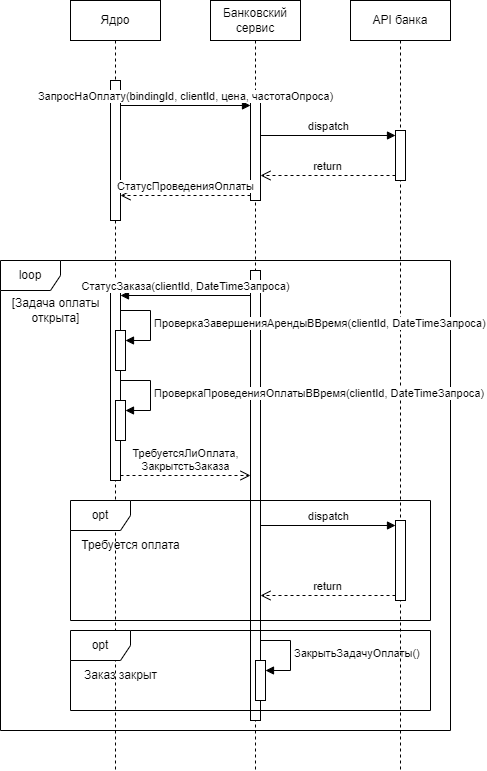 Ядро
Банковский
сервис
API банка
ЗапросНаОплату(bindingId, clientId, цена, частотаОпроса)
dispatch
return
СтатусПроведенияОплаты
loop
[Задача оплаты
открыта]
СтатусЗаказа(clientId, DateTimeЗапроса)
ПроверкаЗавершенияАрендыВВремя(clientId, DateTimeЗапроса)
ПроверкаПроведенияОплатыВВремя(clientId, DateTimeЗапроса)
ТребуетсяЛиОплата,
ЗакрытстьЗаказа
opt
dispatch
Требуется оплата
return
opt
ЗакрытьЗадачуОплаты()
Заказ закрыт